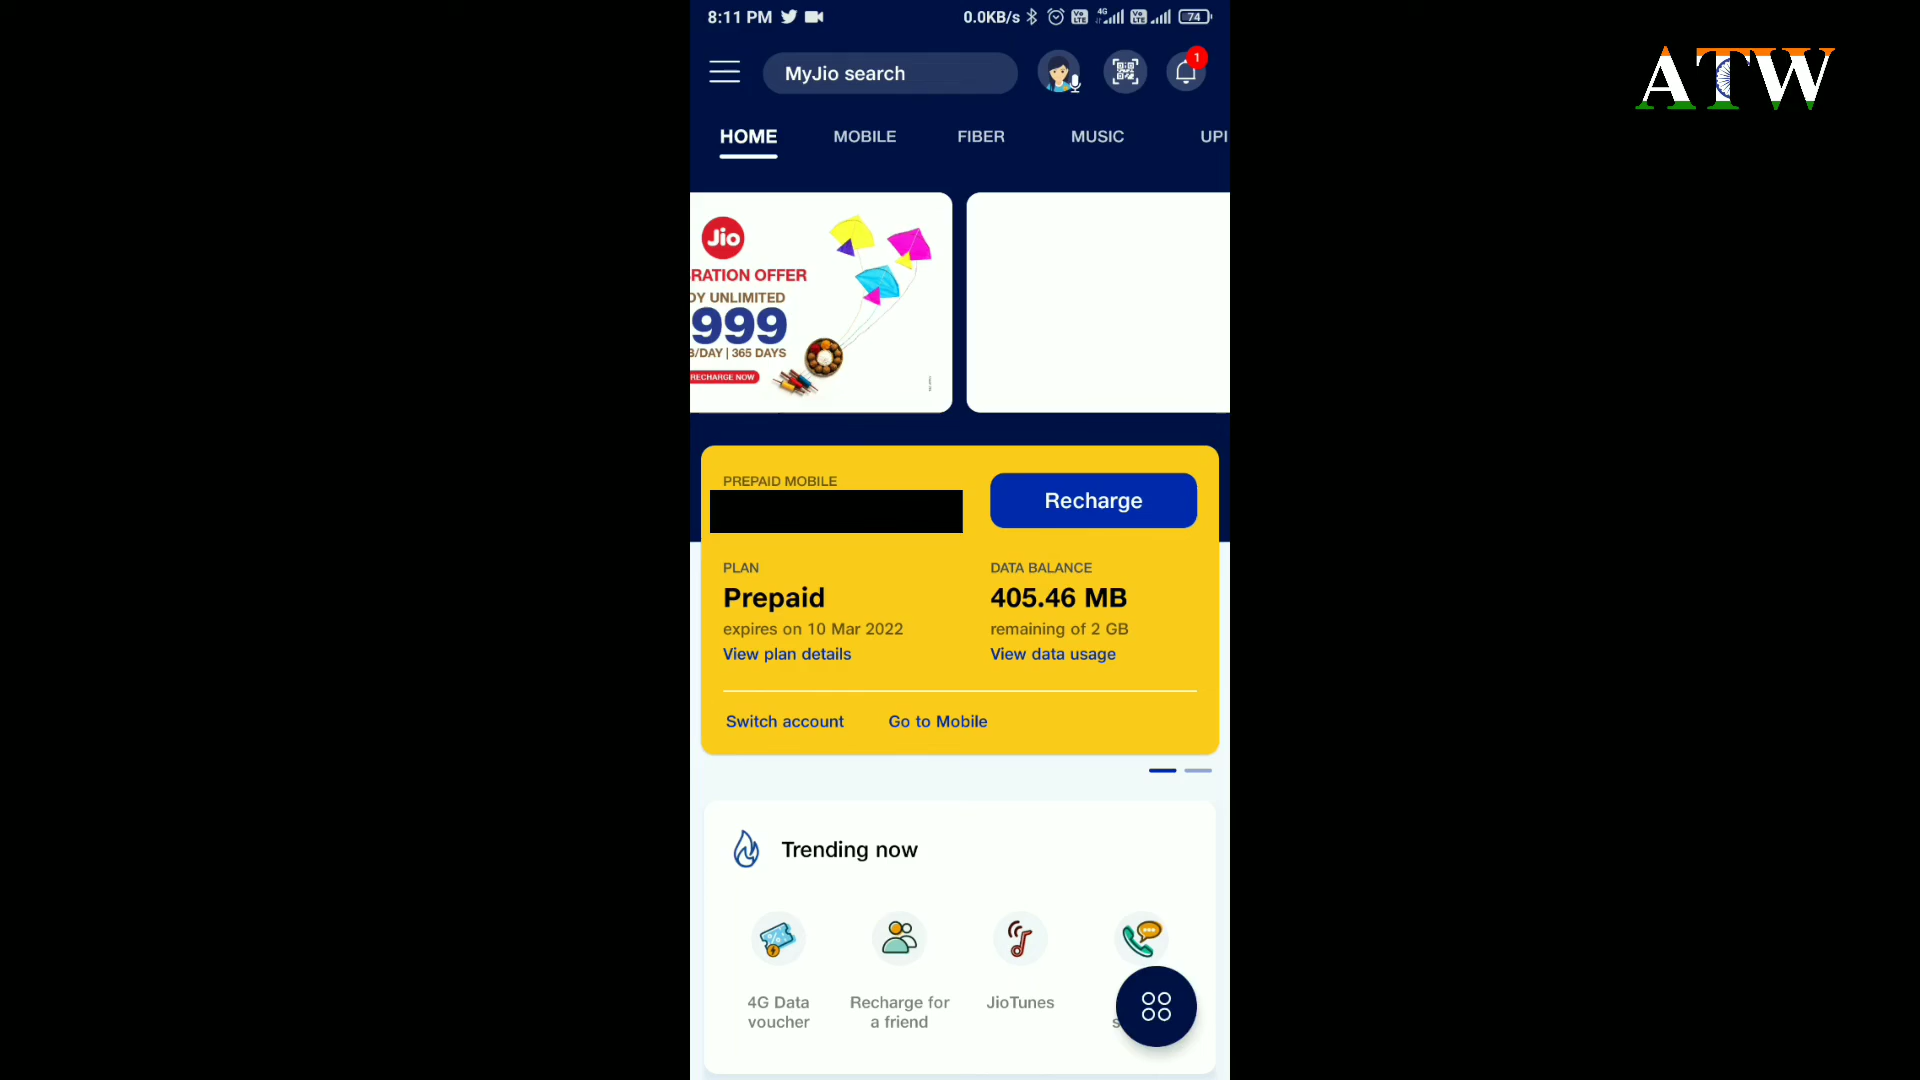 8:11 PM 0.0KB/s 4G 74
ATW
MyJio search
1
HOME MOBILE FIBER MUSIC UPI
Jio
RATION OFFER
DY UNLIMITED
999
B/DAY | 365 DAYS
RECHARGE NOW
PREPAID MOBILE
Recharge
PLAN DATA BALANCE
Prepaid 405.46 MB
expires on 10 Mar 2022 remaining of 2 GB
View plan details View data usage
Switch account Go to Mobile
Trending now
4G Data Recharge for JioTunes
voucher a friend s